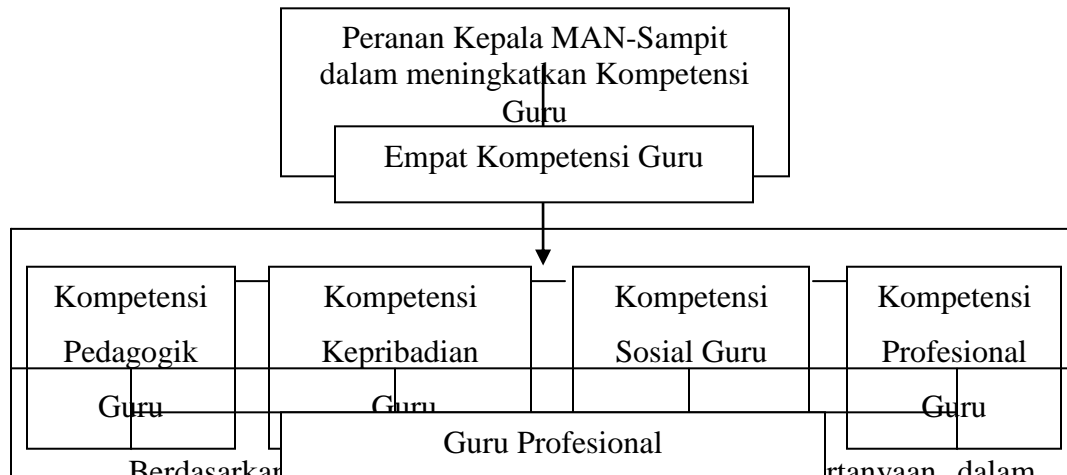 Peranan Kepala MAN-Sampit
dalam meningkatkan Kompetensi
Guru
Empat Kompetensi Guru
Kompetensi
Pedagogik
Guru
Kompetensi
Kepribadian
Guru
Kompetensi
Sosial Guru
Kompetensi
Profesional
Guru
Guru Profesional
dalam